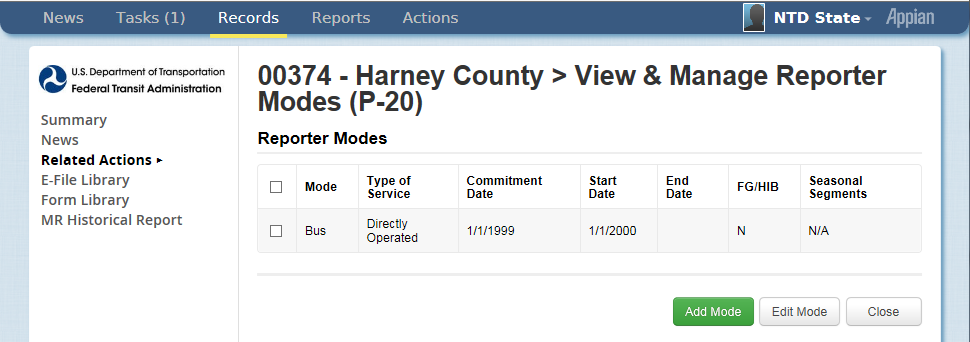 News Tasks (1) Records Reports Actions NTD State Appian
U.S. Department of Transportation
Federal Transit Administration
Summary
News
Related Actions ▸
E-File Library
Form Library
MR Historical Report
00374 - Harney County > View & Manage Reporter
Modes (P-20)
Reporter Modes
Mode Type of Service Commitment Date Start Date End Date FG/HIB Seasonal Segments
Bus Directly Operated 1/1/1999 1/1/2000 N N/A
Add Mode Edit Mode Close